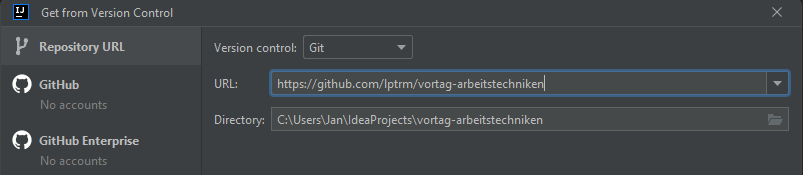 IJ Get from Version Control
Repository URL
Version control: Git
GitHub
No accounts
URL: https://github.com/lptrm/vortag-arbeitstechniken
Directory: C:\Users\Jan\IdeaProjects\vortag-arbeitstechniken
GitHub Enterprise
No accounts